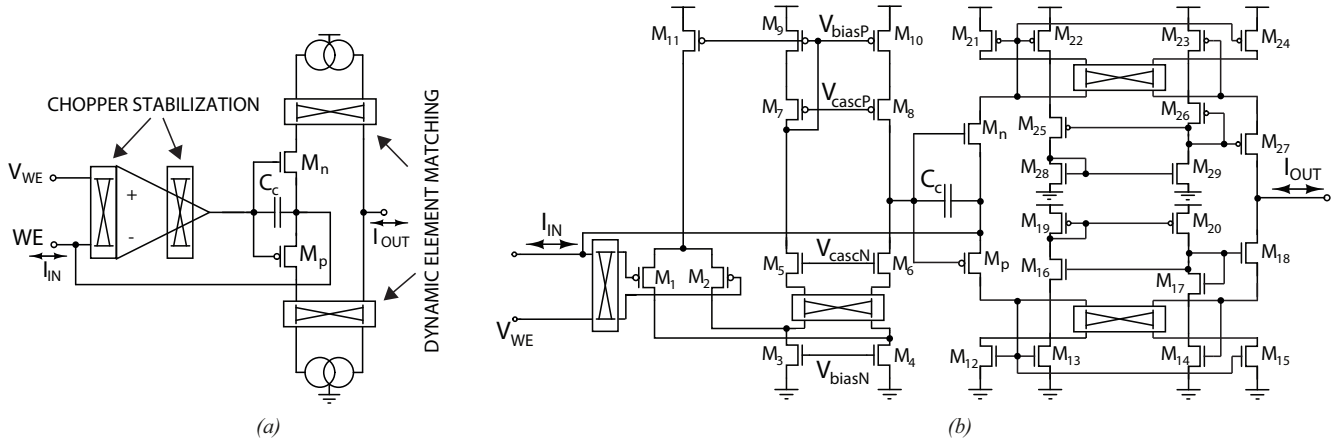 (a)
CHOPPER STABILIZATION
V_WE
WE
I_IN
+
-
C_c
M_n
M_p
I_OUT
DYNAMIC ELEMENT MATCHING
(a)
(b)
M_11
M_9
V_biasP
M_10
M_7
V_cascP
M_8
I_IN
V_WE
M_1
M_2
M_5
V_cascN
M_6
M_3
V_biasN
M_4
C_c
M_n
M_p
M_21
M_22
M_23
M_24
M_25
M_26
M_27
M_28
M_29
I_OUT
M_19
M_20
M_16
M_17
M_18
M_12
M_13
M_14
M_15
(b)